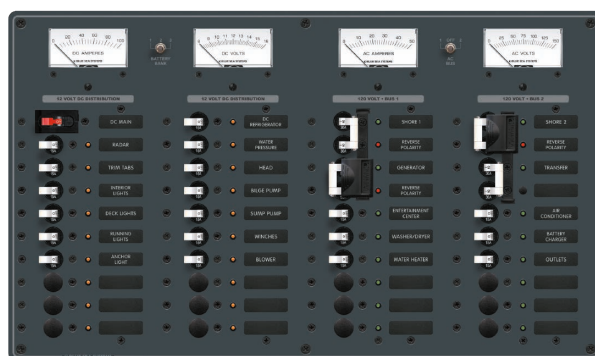 DC AMPERES
DC VOLTS
AC AMPERES
AC VOLTS
BATTERY
BANK
AC
BUS
12 VOLT DC DISTRIBUTION
12 VOLT DC DISTRIBUTION
120 VOLT • BUS 1
120 VOLT • BUS 2
DC MAIN
RADAR
TRIM TABS
INTERIOR
LIGHTS
DECK LIGHTS
RUNNING
LIGHTS
ANCHOR
LIGHT
DC
REFRIGERATOR
WATER
PRESSURE
HEAD
BILGE PUMP
SUMP PUMP
WINCHES
BLOWER
SHORE 1
REVERSE
POLARITY
GENERATOR
REVERSE
POLARITY
ENTERTAINMENT
CENTER
WASHER/DRYER
WATER HEATER
SHORE 2
REVERSE
POLARITY
TRANSFER
AIR
CONDITIONER
BATTERY
CHARGER
OUTLETS